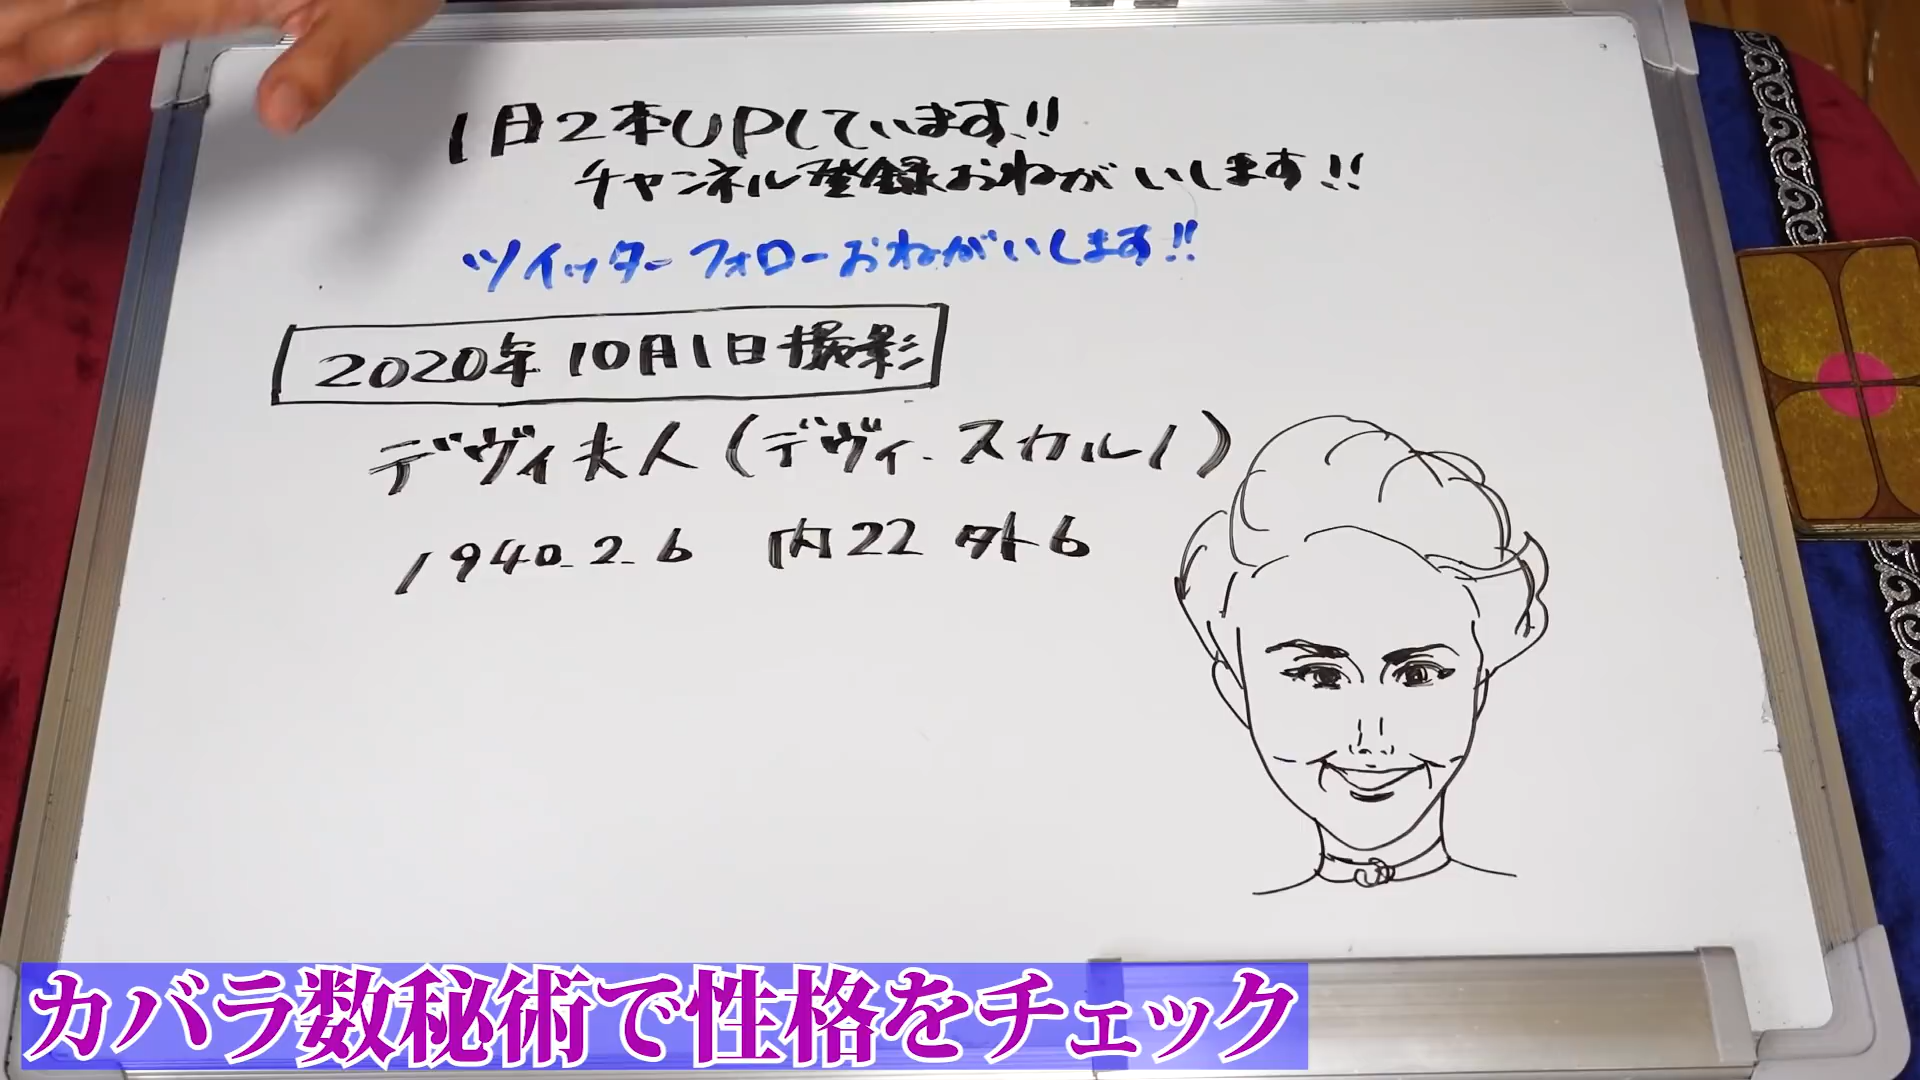 1日2本UPしています!!
チャンネル登録おねがいします!!
ツイッターフォローおねがいします!!
2020年10月1日撮影
デヴィ夫人(デヴィ.スカルノ)
1940.2.6 内22 外6
カバラ数秘術で性格をチェック